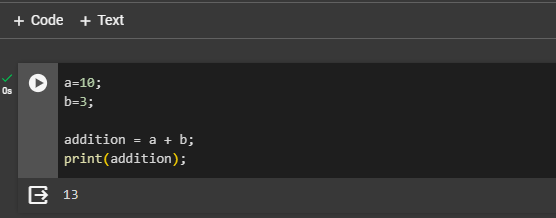 + Code + Text
a=10;
0s
b=3;
addition = a + b;
print(addition);
13